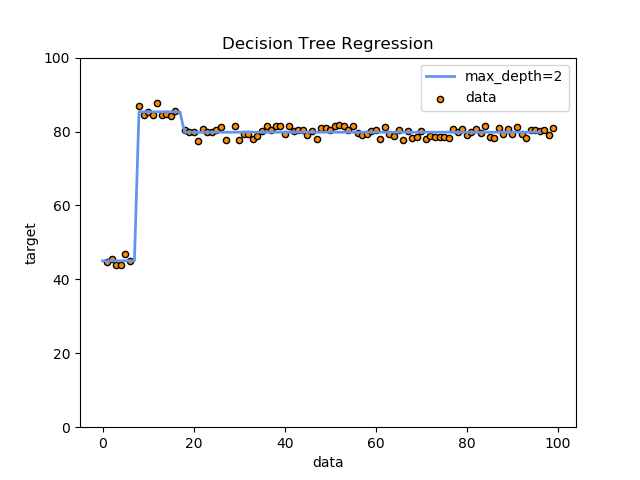 Decision Tree Regression
max_depth=2
data
target
100
80
60
40
20
0
0 20 40 60 80 100
data